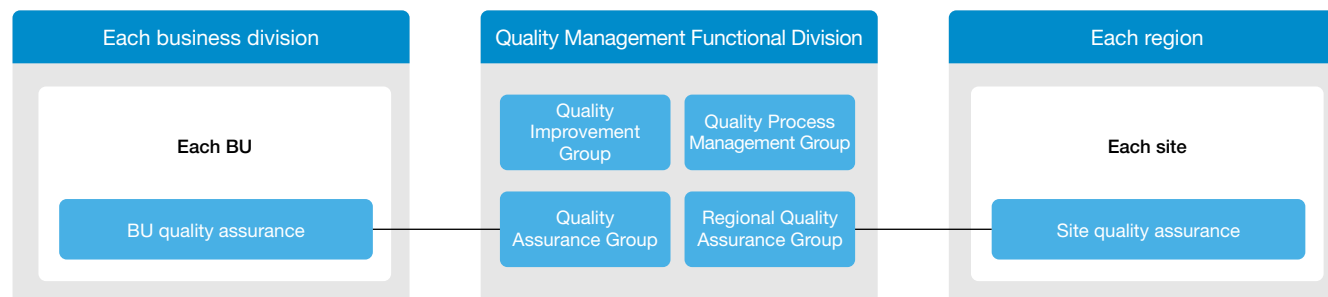 Each business division
Quality Management Functional Division
Each region
Each BU
BU quality assurance
Quality
Improvement
Group
Quality Process
Management Group
Quality
Assurance Group
Regional Quality
Assurance Group
Each site
Site quality assurance